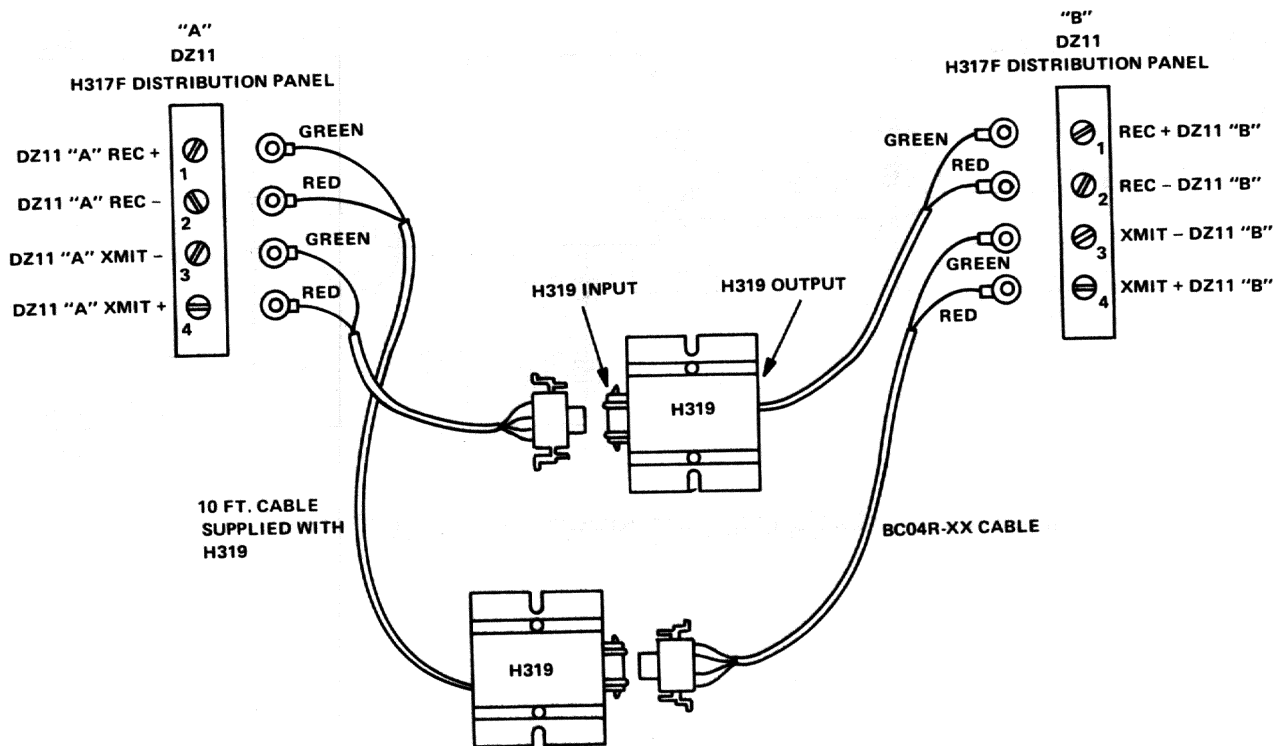 "A"
DZ11
H317F DISTRIBUTION PANEL
DZ11 "A" REC +
1
DZ11 "A" REC –
2
DZ11 "A" XMIT –
3
DZ11 "A" XMIT +
4
GREEN
RED
GREEN
RED
"B"
DZ11
H317F DISTRIBUTION PANEL
GREEN
RED
GREEN
RED
1
REC + DZ11 "B"
2
REC – DZ11 "B"
3
XMIT – DZ11 "B"
4
XMIT + DZ11 "B"
H319 INPUT
H319 OUTPUT
H319
10 FT. CABLE
SUPPLIED WITH
H319
BC04R-XX CABLE
H319